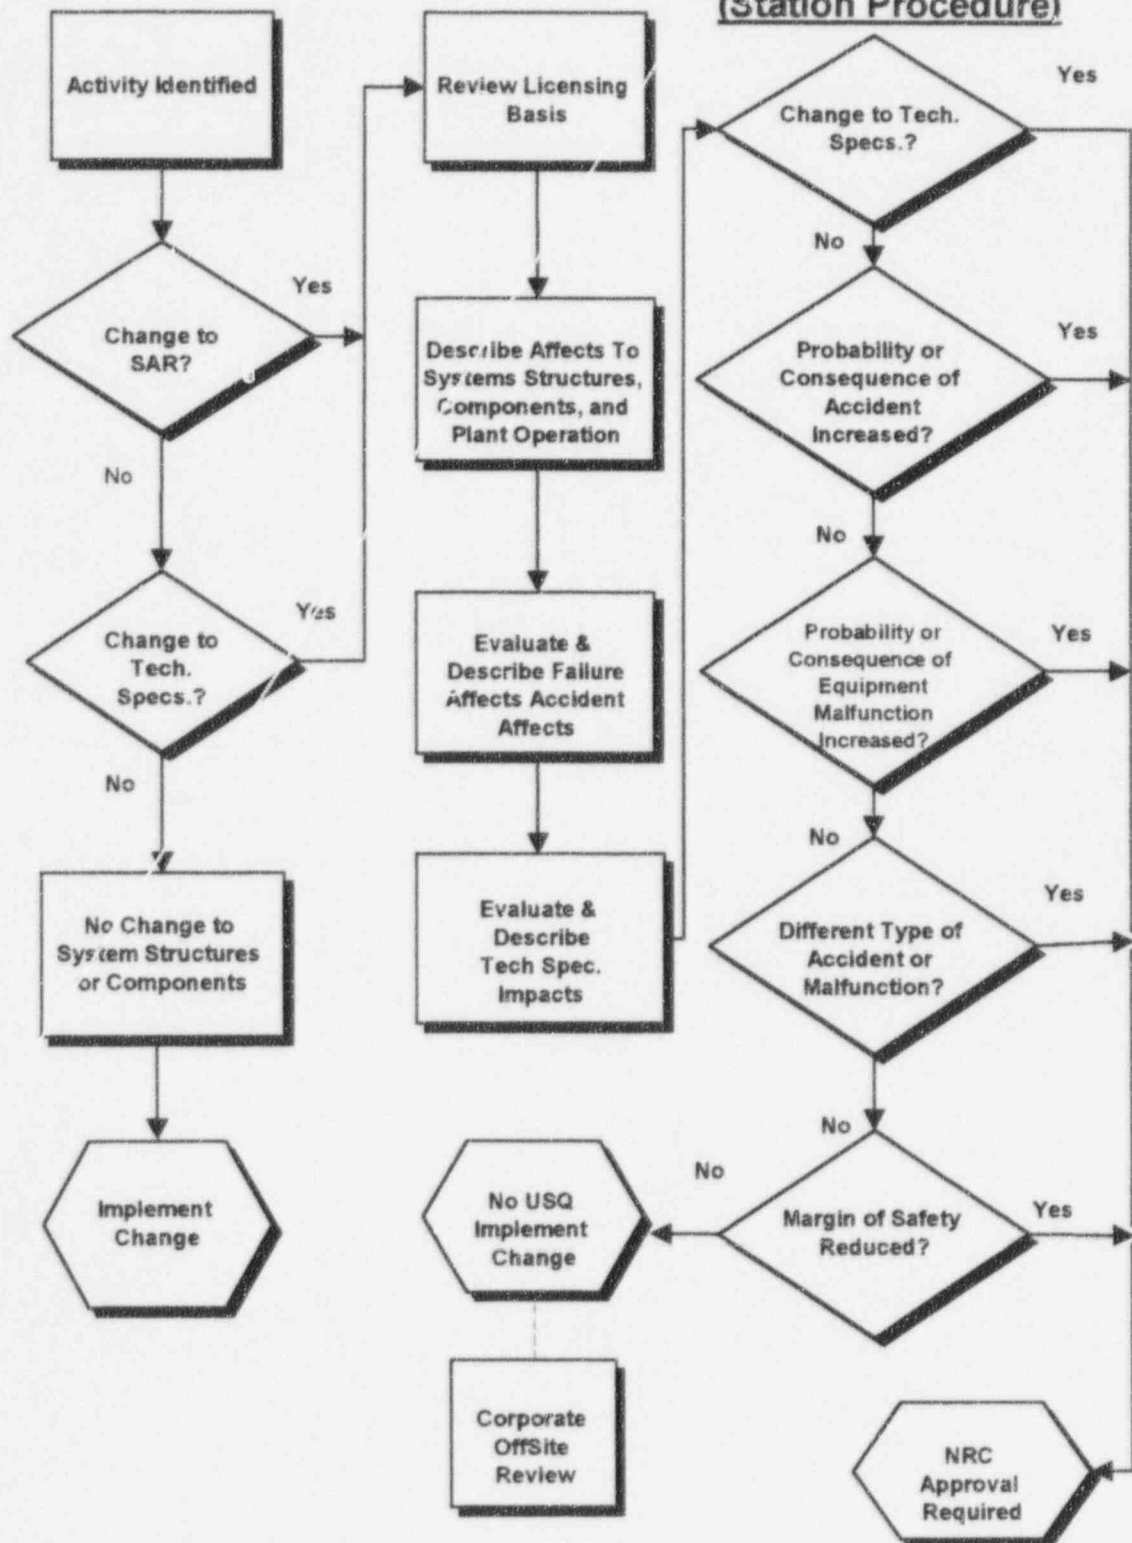 (Station Procedure)
Activity Identified
Change to
SAR?
Yes
No
Change to
Tech.
Specs.?
Yes
No
No Change to
System Structures
or Components
Implement
Change
Review Licensing
Basis
Describe Affects To
Systems Structures,
Components, and
Plant Operation
Evaluate &
Describe Failure
Affects Accident
Affects
Evaluate &
Describe
Tech Spec.
Impacts
Change to Tech.
Specs.?
Yes
No
Probability or
Consequence of
Accident
Increased?
Yes
No
Probability or
Consequence of
Equipment
Malfunction
Increased?
Yes
No
Different Type of
Accident or
Malfunction?
Yes
No
Margin of Safety
Reduced?
Yes
No
No USQ
Implement
Change
Corporate
OffSite
Review
NRC
Approval
Required